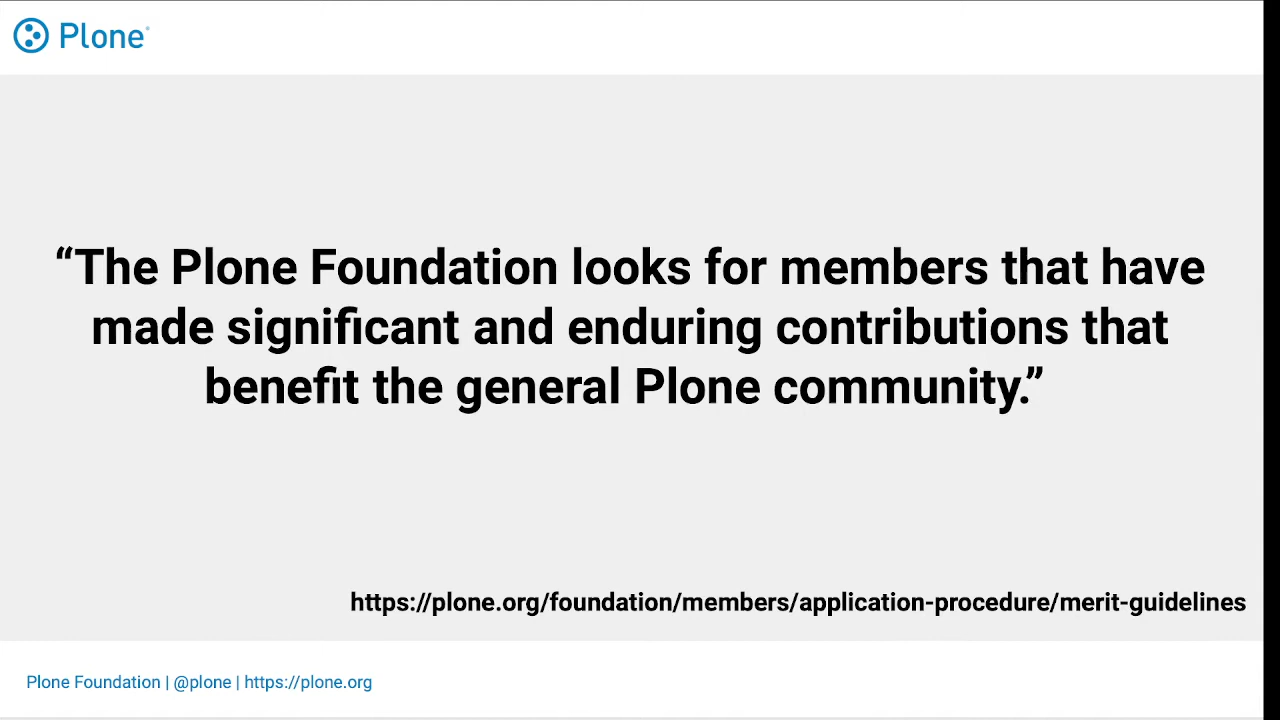 Plone®
“The Plone Foundation looks for members that have
made significant and enduring contributions that
benefit the general Plone community.”
https://plone.org/foundation/members/application-procedure/merit-guidelines
Plone Foundation | @plone | https://plone.org